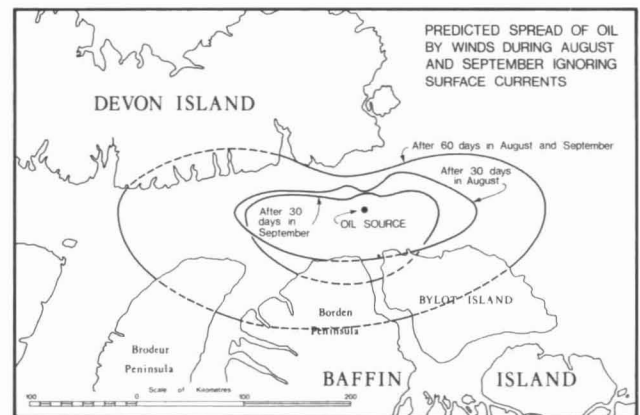 PREDICTED SPREAD OF OIL
BY WINDS DURING AUGUST
AND SEPTEMBER IGNORING
SURFACE CURRENTS
DEVON ISLAND
After 60 days in August and September
After 30 days
in August
After 30
days in
September
OIL SOURCE
BYLOT ISLAND
Borden
Peninsula
Brodeur
Peninsula
BAFFIN ISLAND
Scale of Kilometres
100 0 100 200